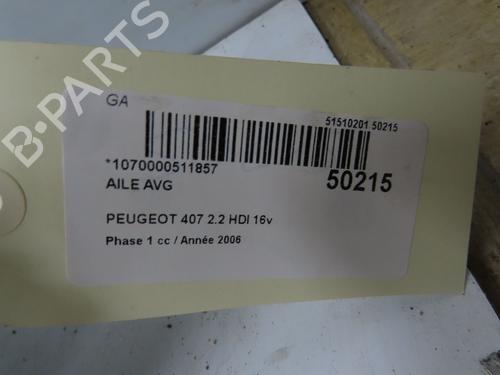 GA
51510201 50215
*1070000511857
50215
AILE AVG
PEUGEOT 407 2.2 HDI 16v
Phase 1 cc / Année 2006
B-PARTS